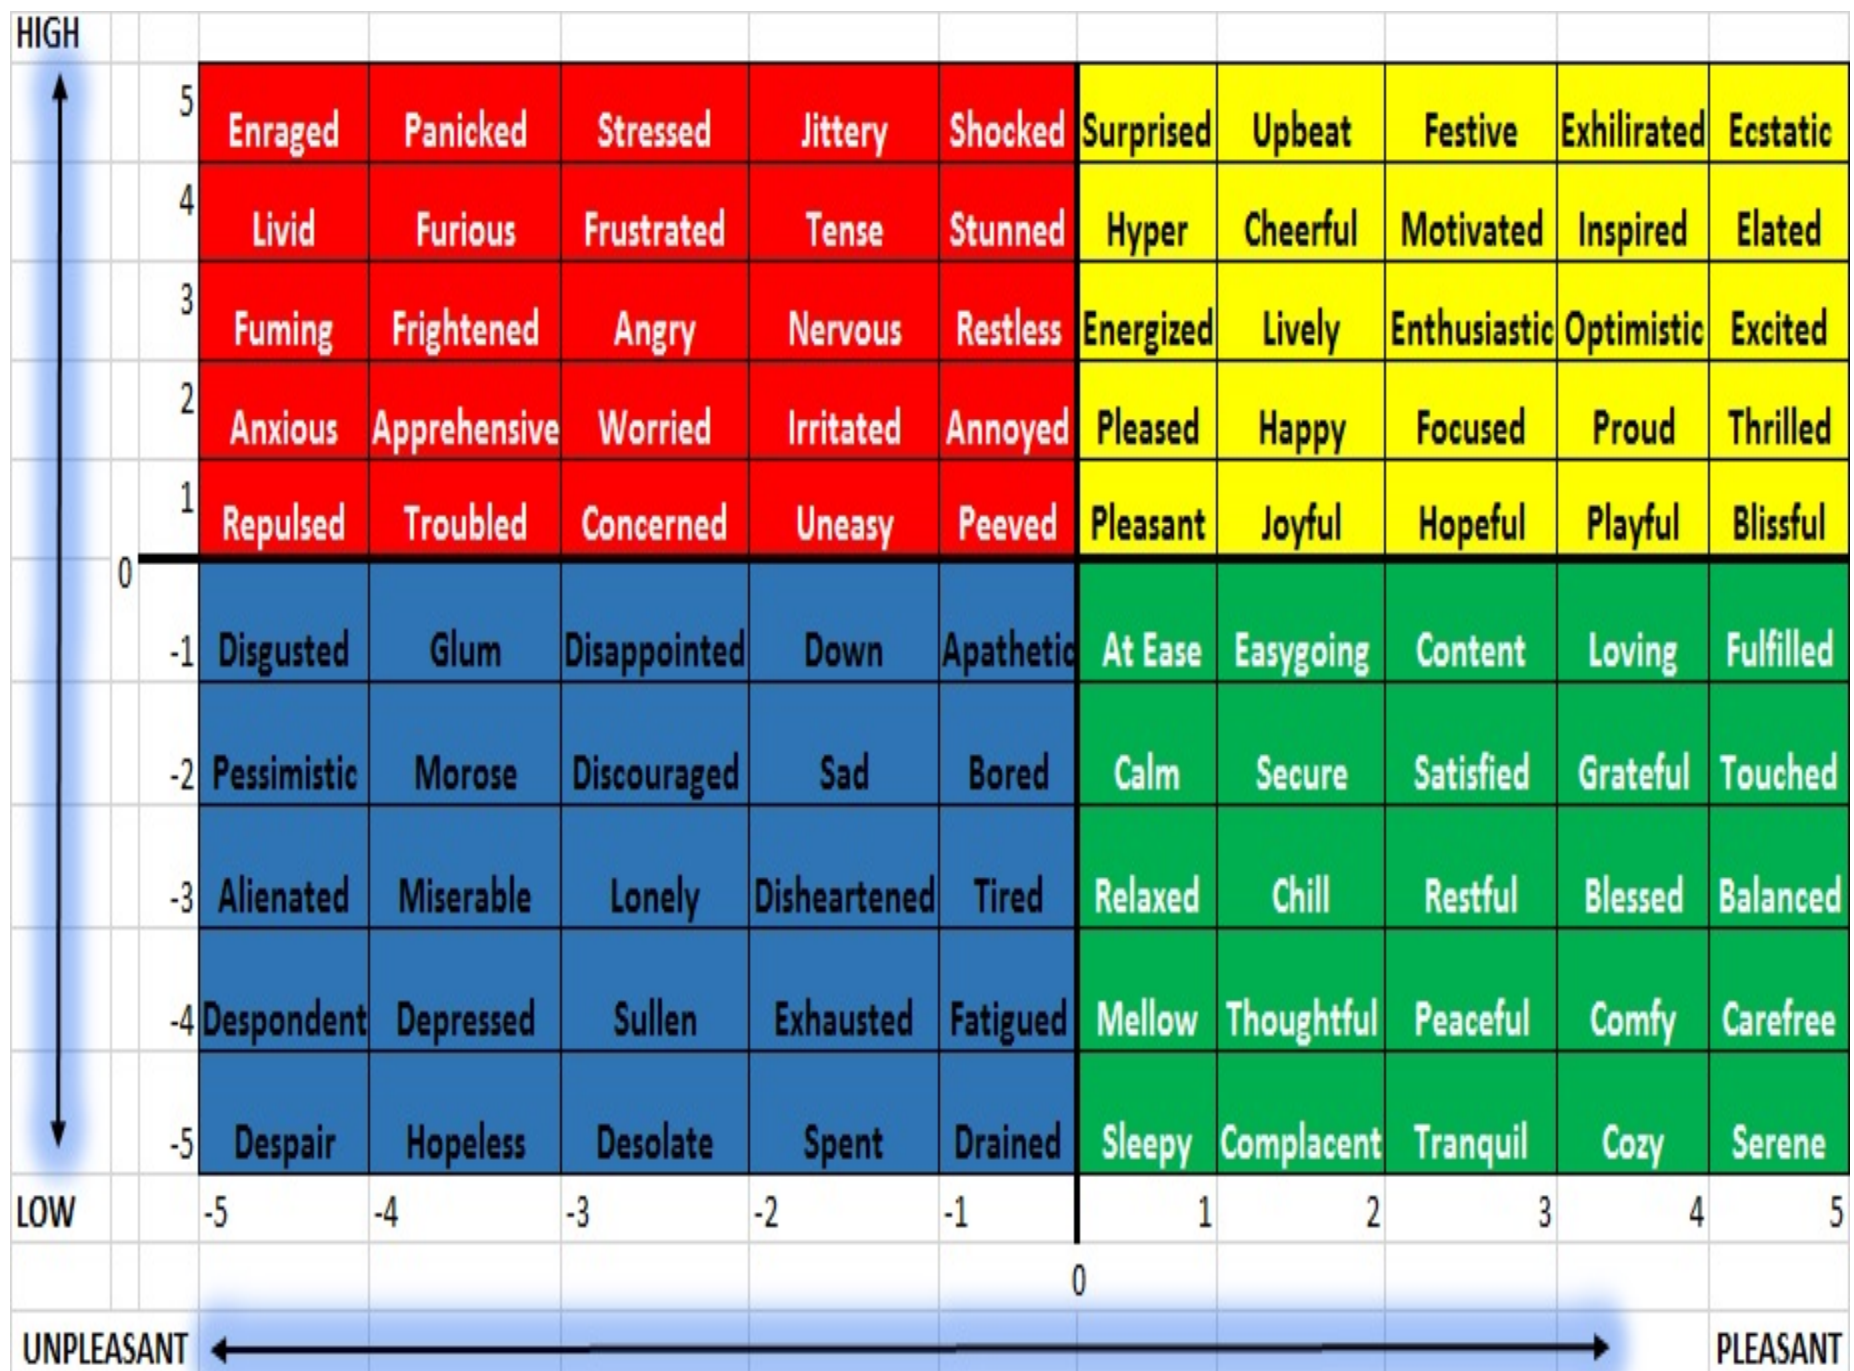 HIGH
5 Enraged Panicked Stressed Jittery Shocked Surprised Upbeat Festive Exhilirated Ecstatic
4 Livid Furious Frustrated Tense Stunned Hyper Cheerful Motivated Inspired Elated
3 Fuming Frightened Angry Nervous Restless Energized Lively Enthusiastic Optimistic Excited
2 Anxious Apprehensive Worried Irritated Annoyed Pleased Happy Focused Proud Thrilled
1 Repulsed Troubled Concerned Uneasy Peeved Pleasant Joyful Hopeful Playful Blissful
0
-1 Disgusted Glum Disappointed Down Apathetic At Ease Easygoing Content Loving Fulfilled
-2 Pessimistic Morose Discouraged Sad Bored Calm Secure Satisfied Grateful Touched
-3 Alienated Miserable Lonely Disheartened Tired Relaxed Chill Restful Blessed Balanced
-4 Despondent Depressed Sullen Exhausted Fatigued Mellow Thoughtful Peaceful Comfy Carefree
-5 Despair Hopeless Desolate Spent Drained Sleepy Complacent Tranquil Cozy Serene
LOW -5 -4 -3 -2 -1 1 2 3 4 5
0
UNPLEASANT PLEASANT